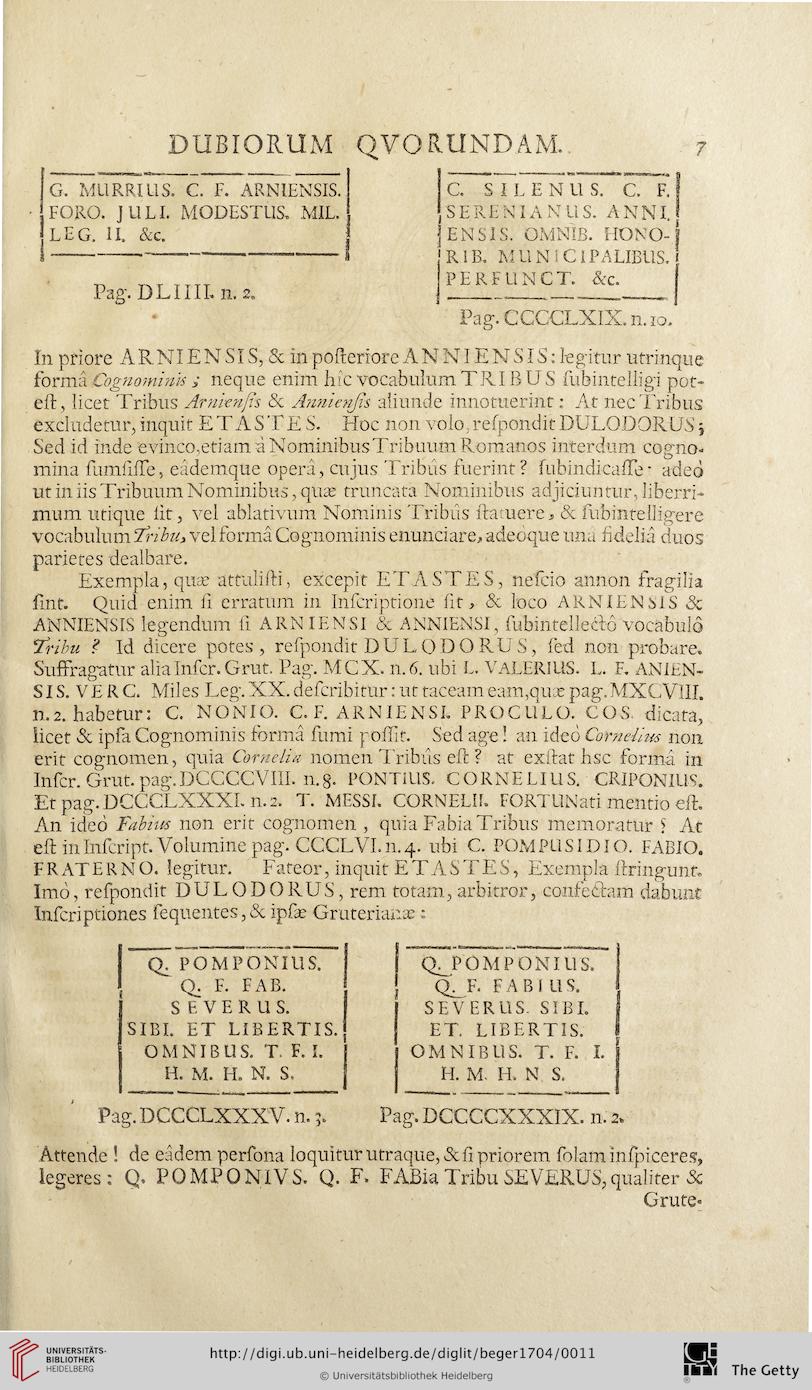 DUBIORUM QVORUNDAM. 7
G. MURRIUS. C. F. ARNIENSIS.
FORO. JULI. MODESTUS. MIL.
LEG. II. &c.
Pag. DLIIII. n. 2.
C. SILENUS. C. F.
SERENIANUS. ANNI.
ENSIS. OMNIB. HONO-
RIB. MUNICIPALIBUS.
PERFUNCT. &c.
Pag. CCCCLXIX. n. 10.
In priore ARNIENSIS, & in poſteriore ANNIENSIS: legitur utrinque
formâ Cognominis; neque enim hîc vocabulum TRIBUS ſubintelligi pot-
eſt, licet Tribus Arnienſis & Annienſis aliunde innotuerint: At nec Tribus
excludetur, inquit ETASTES. Hoc non volo, reſpondit DULODORUS;
Sed id inde evinco, etiam à Nominibus Tribuum Romanos interdum cogno-
mina ſumſiſſe, eâdemque operâ, cujus Tribûs fuerint? ſubindicaſſe: adeò
ut in iis Tribuum Nominibus, quæ truncata Nominibus adjiciuntur, liberri-
mum utique ſit, vel ablativum Nominis Tribûs ſtatuere, & ſubintelligere
vocabulum Tribu, vel formâ Cognominis enunciare, adeòque unâ fideliâ duos
parietes dealbare.
Exempla, quæ attuliſti, excepit ETASTES, neſcio annon fragilia
ſint. Quid enim ſi erratum in Inſcriptione ſit, & loco ARNIENSIS &
ANNIENSIS legendum ſi ARNIENSI & ANNIENSI, ſubintellectô vocabulô
Tribu? Id dicere potes, reſpondit DULODORUS, ſed non probare.
Suffragatur alia Inſcr. Grut. Pag. MCX. n. 6. ubi L. VALERIUS. L. F. ANIEN-
SIS. VERC. Miles Leg. XX. deſcribitur: ut taceam eam, quæ pag. MXCVIII.
n. 2. habetur: C. NONIO. C. F. ARNIENSI. PROCULO. COS. dicata,
licet & ipſa Cognominis formâ ſumi poſſit. Sed age! an ideò Cornelius non
erit cognomen, quia Cornelia nomen Tribûs eſt? at exſtat hsc formâ in
Inſcr. Grut. pag. DCCCCVIII. n. 8. PONTIUS. CORNELIUS. CRIPONIUS.
Et pag. DCCCLXXXI. n. 2. T. MESSI. CORNELII. FORTUNati mentio eſt.
An ideò Fabius non erit cognomen, quia Fabia Tribus memoratur? At
eſt in Inſcript. Volumine pag. CCCLVI. n. 4. ubi C. POMPUSIDIO. FABIO.
FRATERNO. legitur. Fateor, inquit ETASTES, Exempla ſtringunt.
Imò, reſpondit DULODORUS, rem totam, arbitror, confectam dabunt
Inſcriptiones ſequentes, & ipſæ Gruterianæ:
Q. POMPONIUS.
Q. F. FAB.
SEVERUS.
SIBI. ET LIBERTIS.
OMNIBUS. T. F. I.
H. M. H. N. S.
Pag. DCCCLXXXV. n. 3.
Q. POMPONIUS.
Q. F. FABIUS.
SEVERUS. SIBI.
ET. LIBERTIS.
OMNIBUS. T. F. I.
H. M. H. N. S.
Pag. DCCCCXXXIX. n. 2.
Attende! de eâdem perſona loquitur utraque, & ſi priorem ſolam inſpiceres,
legeres: Q. POMPONIVS. Q. F. FABia Tribu SEVERUS, qualiter &
Grute-
UNIVERSITÄTS-
BIBLIOTHEK
HEIDELBERG
http://digi.ub.uni-heidelberg.de/diglit/beger1704/0011
© Universitätsbibliothek Heidelberg
The Getty